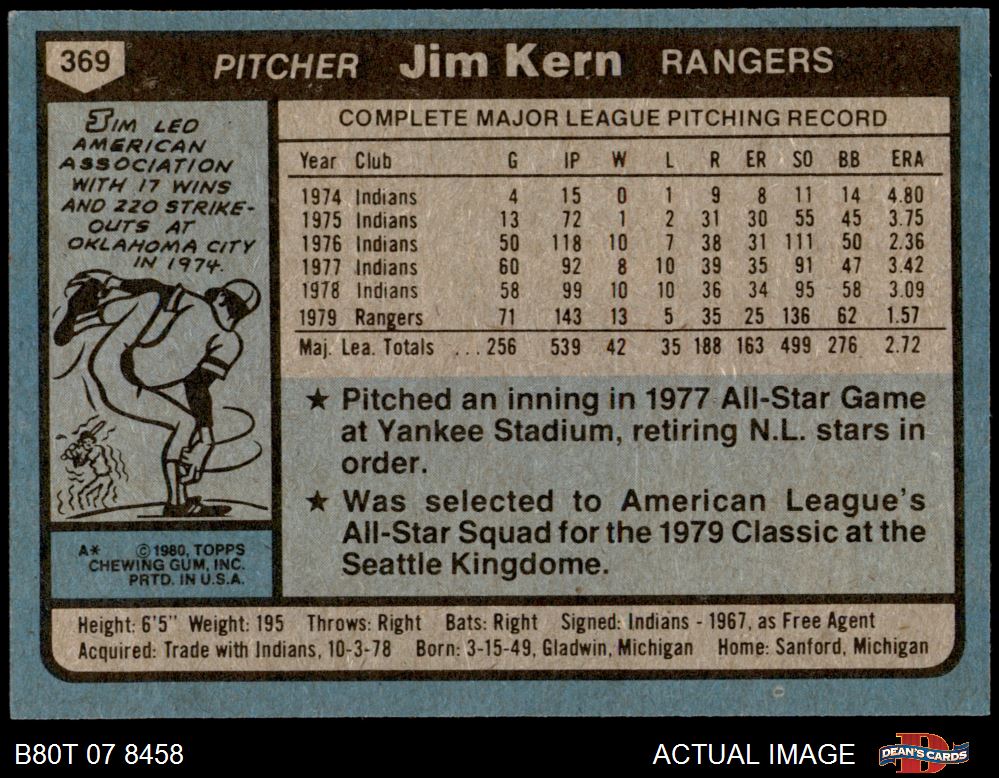 369
PITCHER Jim Kern RANGERS
JIM LED
AMERICAN
ASSOCIATION
WITH 17 WINS
AND 220 STRIKE-
OUTS AT
OKLAHOMA CITY
IN 1974.
COMPLETE MAJOR LEAGUE PITCHING RECORD
Year Club G IP W L R ER SO BB ERA
1974 Indians 4 15 0 1 9 8 11 14 4.80
1975 Indians 13 72 1 2 31 30 55 45 3.75
1976 Indians 50 118 10 7 38 31 111 50 2.36
1977 Indians 60 92 8 10 39 35 91 47 3.42
1978 Indians 58 99 10 10 36 34 95 58 3.09
1979 Rangers 71 143 13 5 35 25 136 62 1.57
Maj. Lea. Totals ... 256 539 42 35 188 163 499 276 2.72
★ Pitched an inning in 1977 All-Star Game
at Yankee Stadium, retiring N.L. stars in
order.
★ Was selected to American League's
All-Star Squad for the 1979 Classic at the
Seattle Kingdome.
A* © 1980, TOPPS
CHEWING GUM, INC.
PRTD. IN U.S.A.
Height: 6'5" Weight: 195 Throws: Right Bats: Right Signed: Indians - 1967, as Free Agent
Acquired: Trade with Indians, 10-3-78 Born: 3-15-49, Gladwin, Michigan Home: Sanford, Michigan
B80T 07 8458 ACTUAL IMAGE DEAN'S CARDS